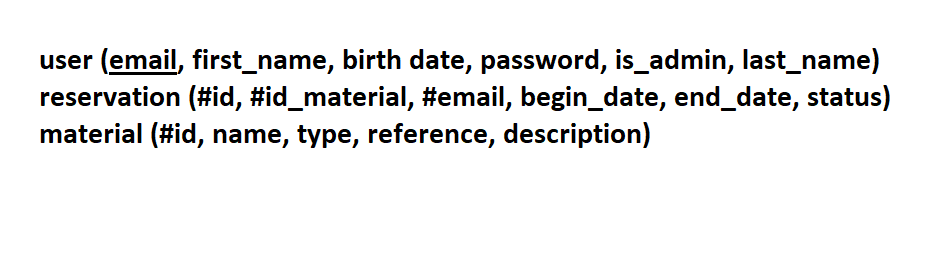 user (email, first_name, birth date, password, is_admin, last_name)
reservation (#id, #id_material, #email, begin_date, end_date, status)
material (#id, name, type, reference, description)